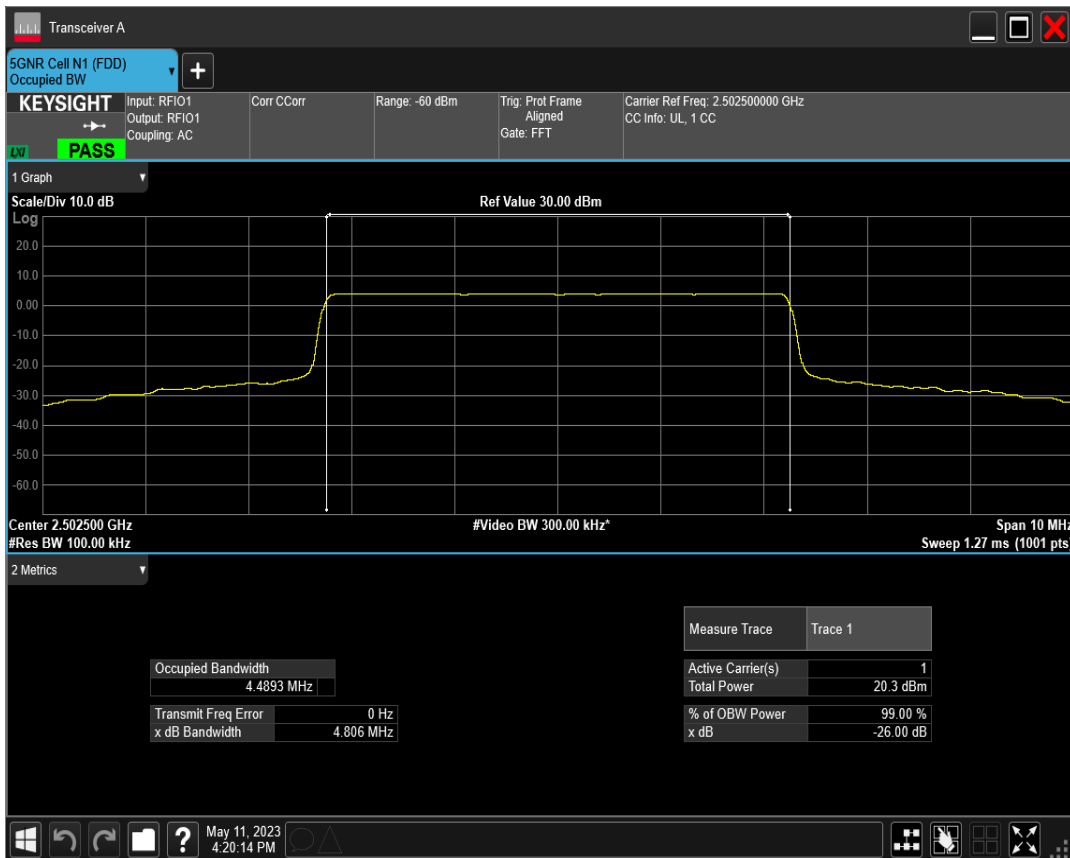 Transceiver A
5GNR Cell N1 (FDD)
Occupied BW
+
KEYSIGHT
LXI
PASS
Input: RFIO1
Output: RFIO1
Coupling: AC
Corr CCorr
Range: -60 dBm
Trig: Prot Frame
Aligned
Gate: FFT
Carrier Ref Freq: 2.502500000 GHz
CC Info: UL, 1 CC
1 Graph
Scale/Div 10.0 dB
Ref Value 30.00 dBm
Log
20.0
10.0
0.00
-10.0
-20.0
-30.0
-40.0
-50.0
-60.0
Center 2.502500 GHz
#Video BW 300.00 kHz*
Span 10 MHz
#Res BW 100.00 kHz
Sweep 1.27 ms (1001 pts)
2 Metrics
Measure Trace
Trace 1
Occupied Bandwidth
4.4893 MHz
Active Carrier(s) 1
Total Power 20.3 dBm
Transmit Freq Error 0 Hz
x dB Bandwidth 4.806 MHz
% of OBW Power 99.00 %
x dB -26.00 dB
?
May 11, 2023
4:20:14 PM